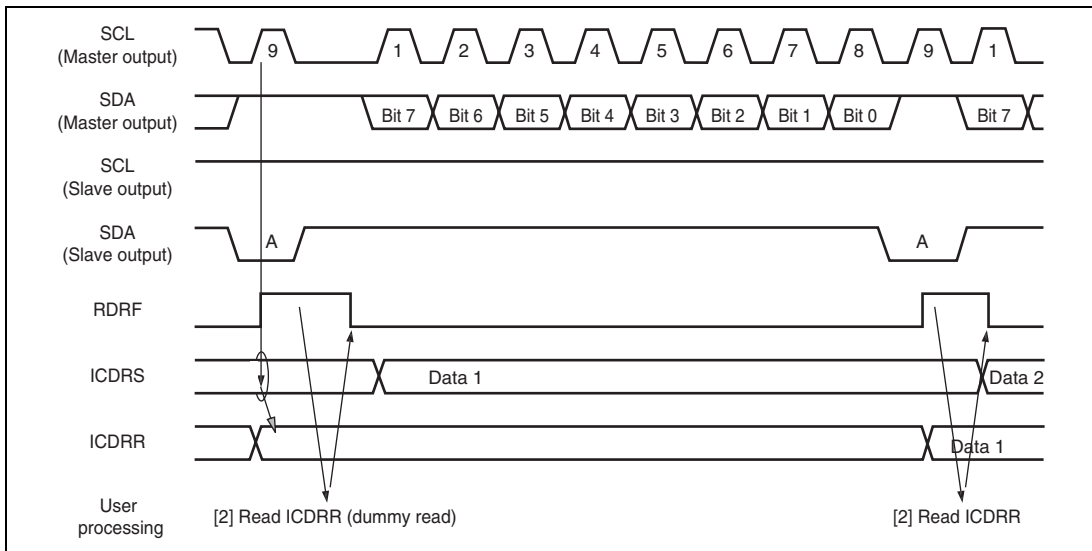 SCL
(Master output)
9 1 2 3 4 5 6 7 8 9 1
SDA
(Master output)
Bit 7 Bit 6 Bit 5 Bit 4 Bit 3 Bit 2 Bit 1 Bit 0 Bit 7
SCL
(Slave output)
SDA
(Slave output)
A A
RDRF
ICDRS
Data 1 Data 2
ICDRR
Data 1
User
processing
[2] Read ICDRR (dummy read) [2] Read ICDRR